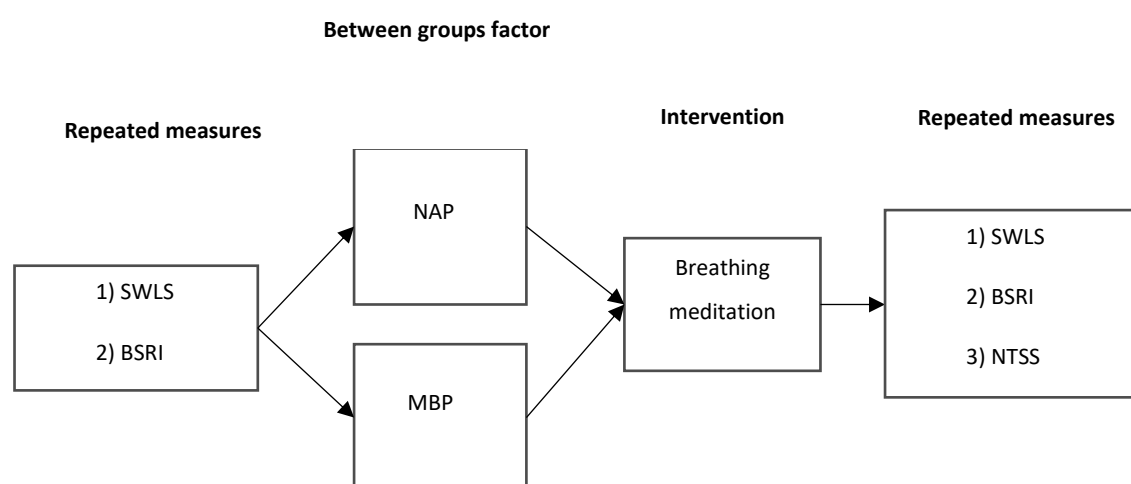 Between groups factor
Repeated measures
Intervention
Repeated measures
NAP
1) SWLS
2) BSRI
MBP
Breathing
meditation
1) SWLS
2) BSRI
3) NTSS